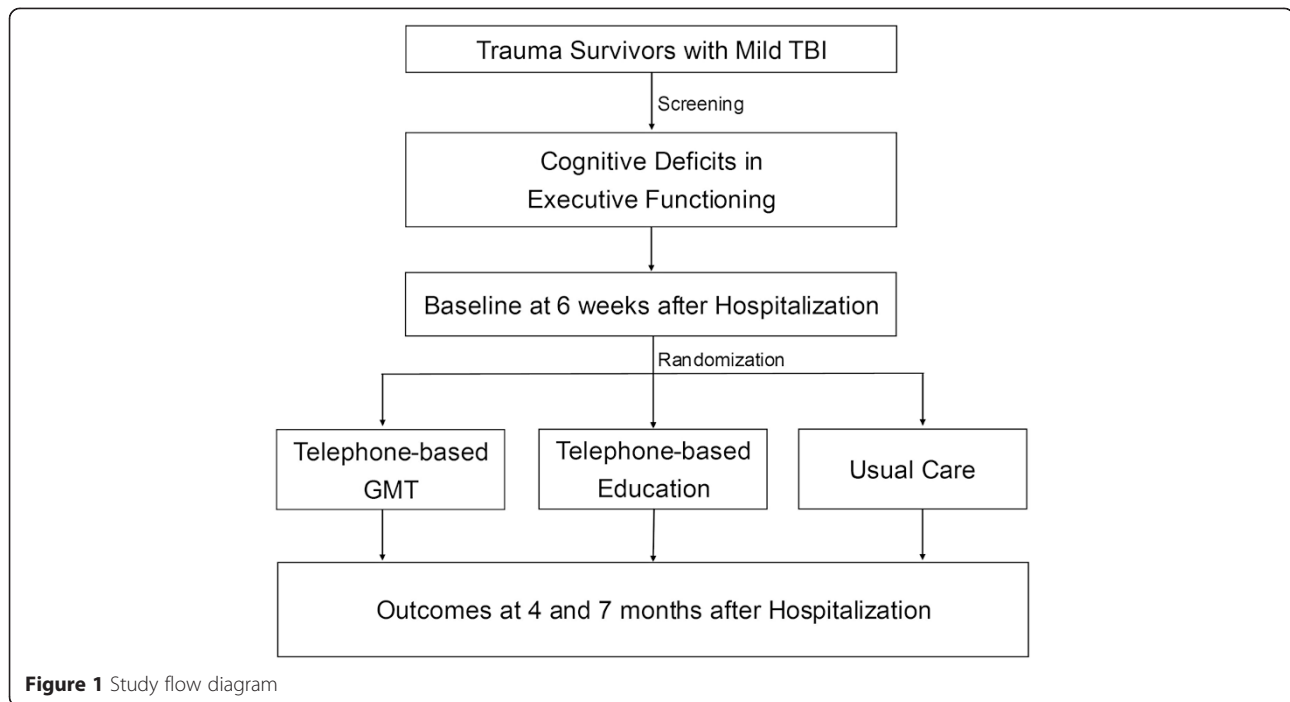 Trauma Survivors with Mild TBI
Screening
Cognitive Deficits in
Executive Functioning
Baseline at 6 weeks after Hospitalization
Randomization
Telephone-based
GMT
Telephone-based
Education
Usual Care
Outcomes at 4 and 7 months after Hospitalization
Figure 1 Study flow diagram